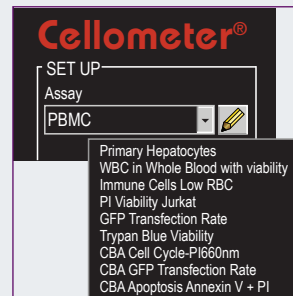 Cellometer®
SET UP
Assay
PBMC
Primary Hepatocytes
WBC in Whole Blood with viability
Immune Cells Low RBC
PI Viability Jurkat
GFP Transfection Rate
Trypan Blue Viability
CBA Cell Cycle-PI660nm
CBA GFP Transfection Rate
CBA Apoptosis Annexin V + PI